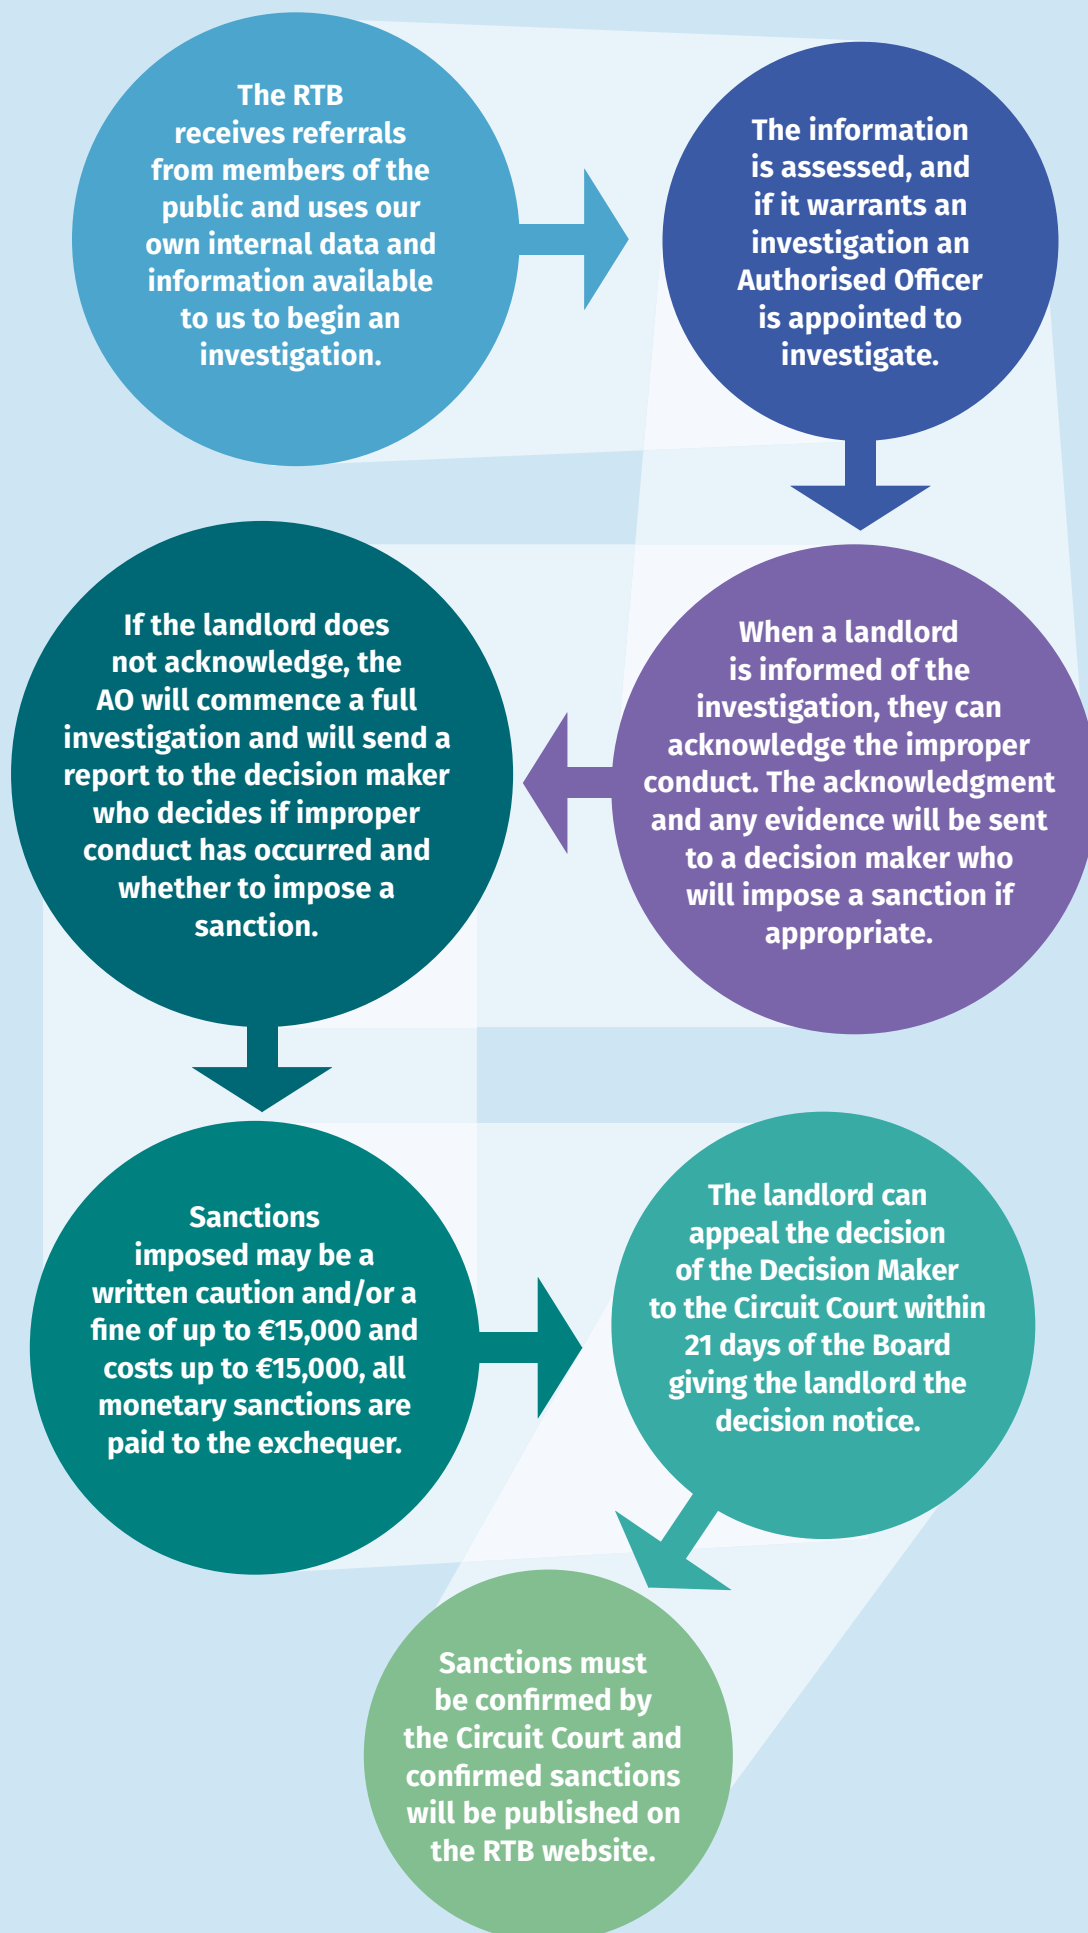 The RTB
receives referrals
from members of the
public and uses our
own internal data and
information available
to us to begin an
investigation.
The information
is assessed, and
if it warrants an
investigation an
Authorised Officer
is appointed to
investigate.
When a landlord
is informed of the
investigation, they can
acknowledge the improper
conduct. The acknowledgment
and any evidence will be sent
to a decision maker who
will impose a sanction if
appropriate.
If the landlord does
not acknowledge, the
AO will commence a full
investigation and will send a
report to the decision maker
who decides if improper
conduct has occurred and
whether to impose a
sanction.
Sanctions
imposed may be a
written caution and/or a
fine of up to €15,000 and
costs up to €15,000, all
monetary sanctions are
paid to the exchequer.
The landlord can
appeal the decision
of the Decision Maker
to the Circuit Court within
21 days of the Board
giving the landlord the
decision notice.
Sanctions must
be confirmed by
the Circuit Court and
confirmed sanctions
will be published on
the RTB website.